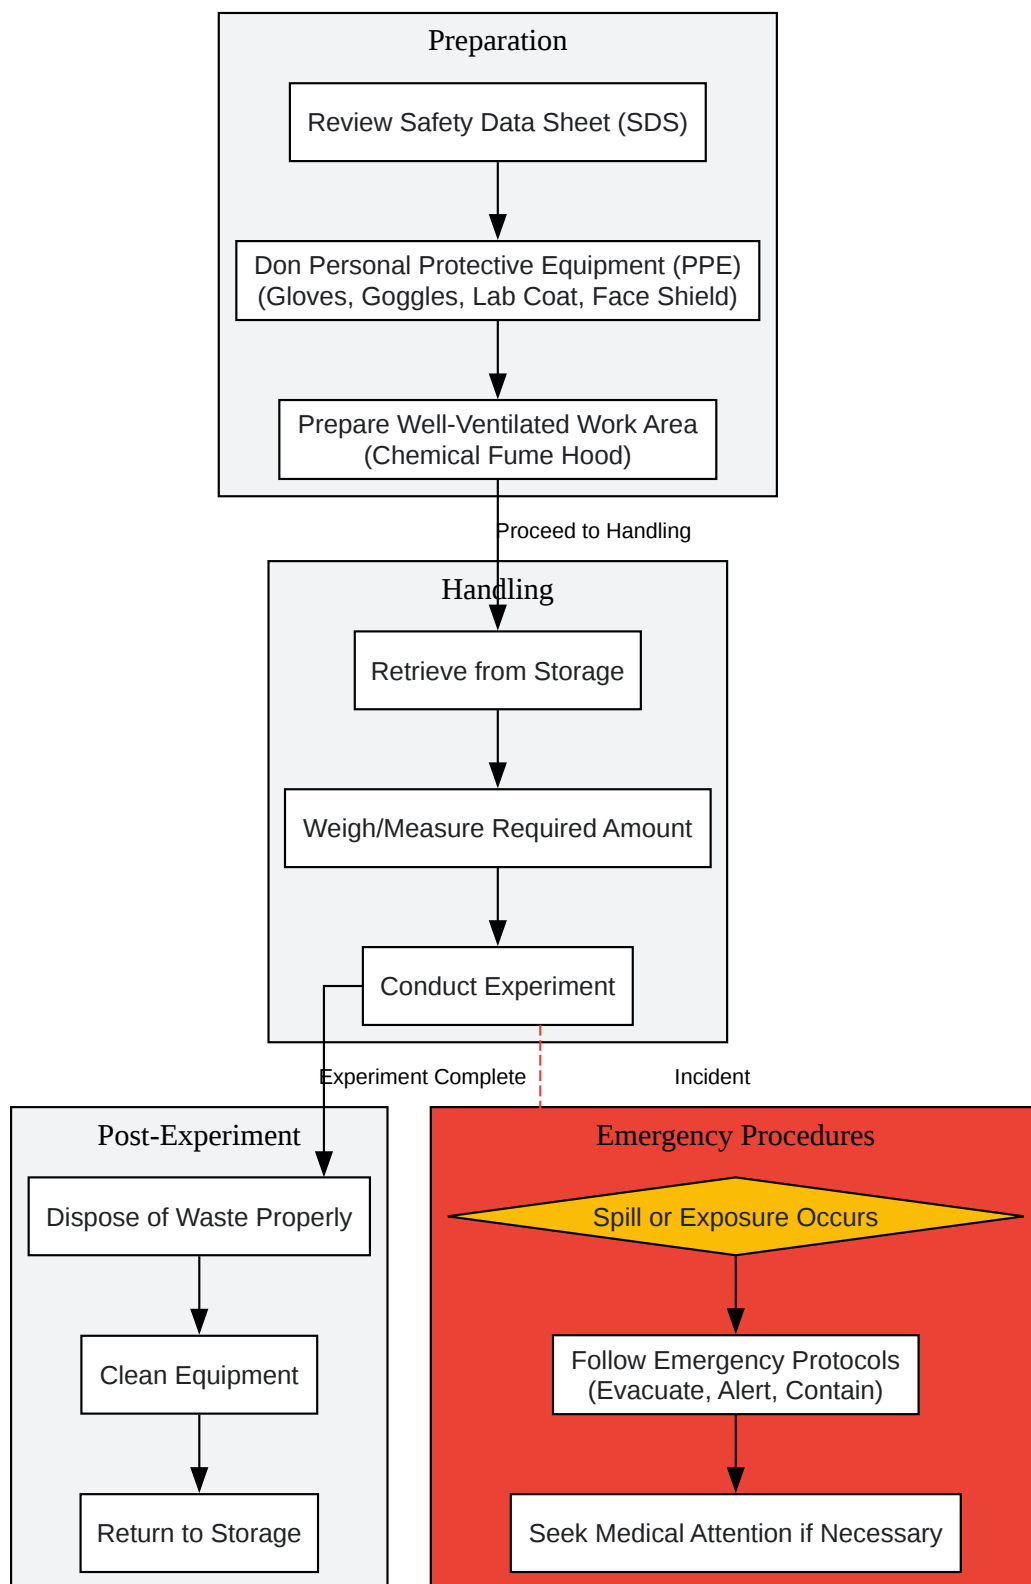 Preparation
Review Safety Data Sheet (SDS)
Don Personal Protective Equipment (PPE)
(Gloves, Goggles, Lab Coat, Face Shield)
Prepare Well-Ventilated Work Area
(Chemical Fume Hood)
Proceed to Handling
Handling
Retrieve from Storage
Weigh/Measure Required Amount
Conduct Experiment
Experiment Complete
Incident
Post-Experiment
Dispose of Waste Properly
Clean Equipment
Return to Storage
Emergency Procedures
Spill or Exposure Occurs
Follow Emergency Protocols
(Evacuate, Alert, Contain)
Seek Medical Attention if Necessary